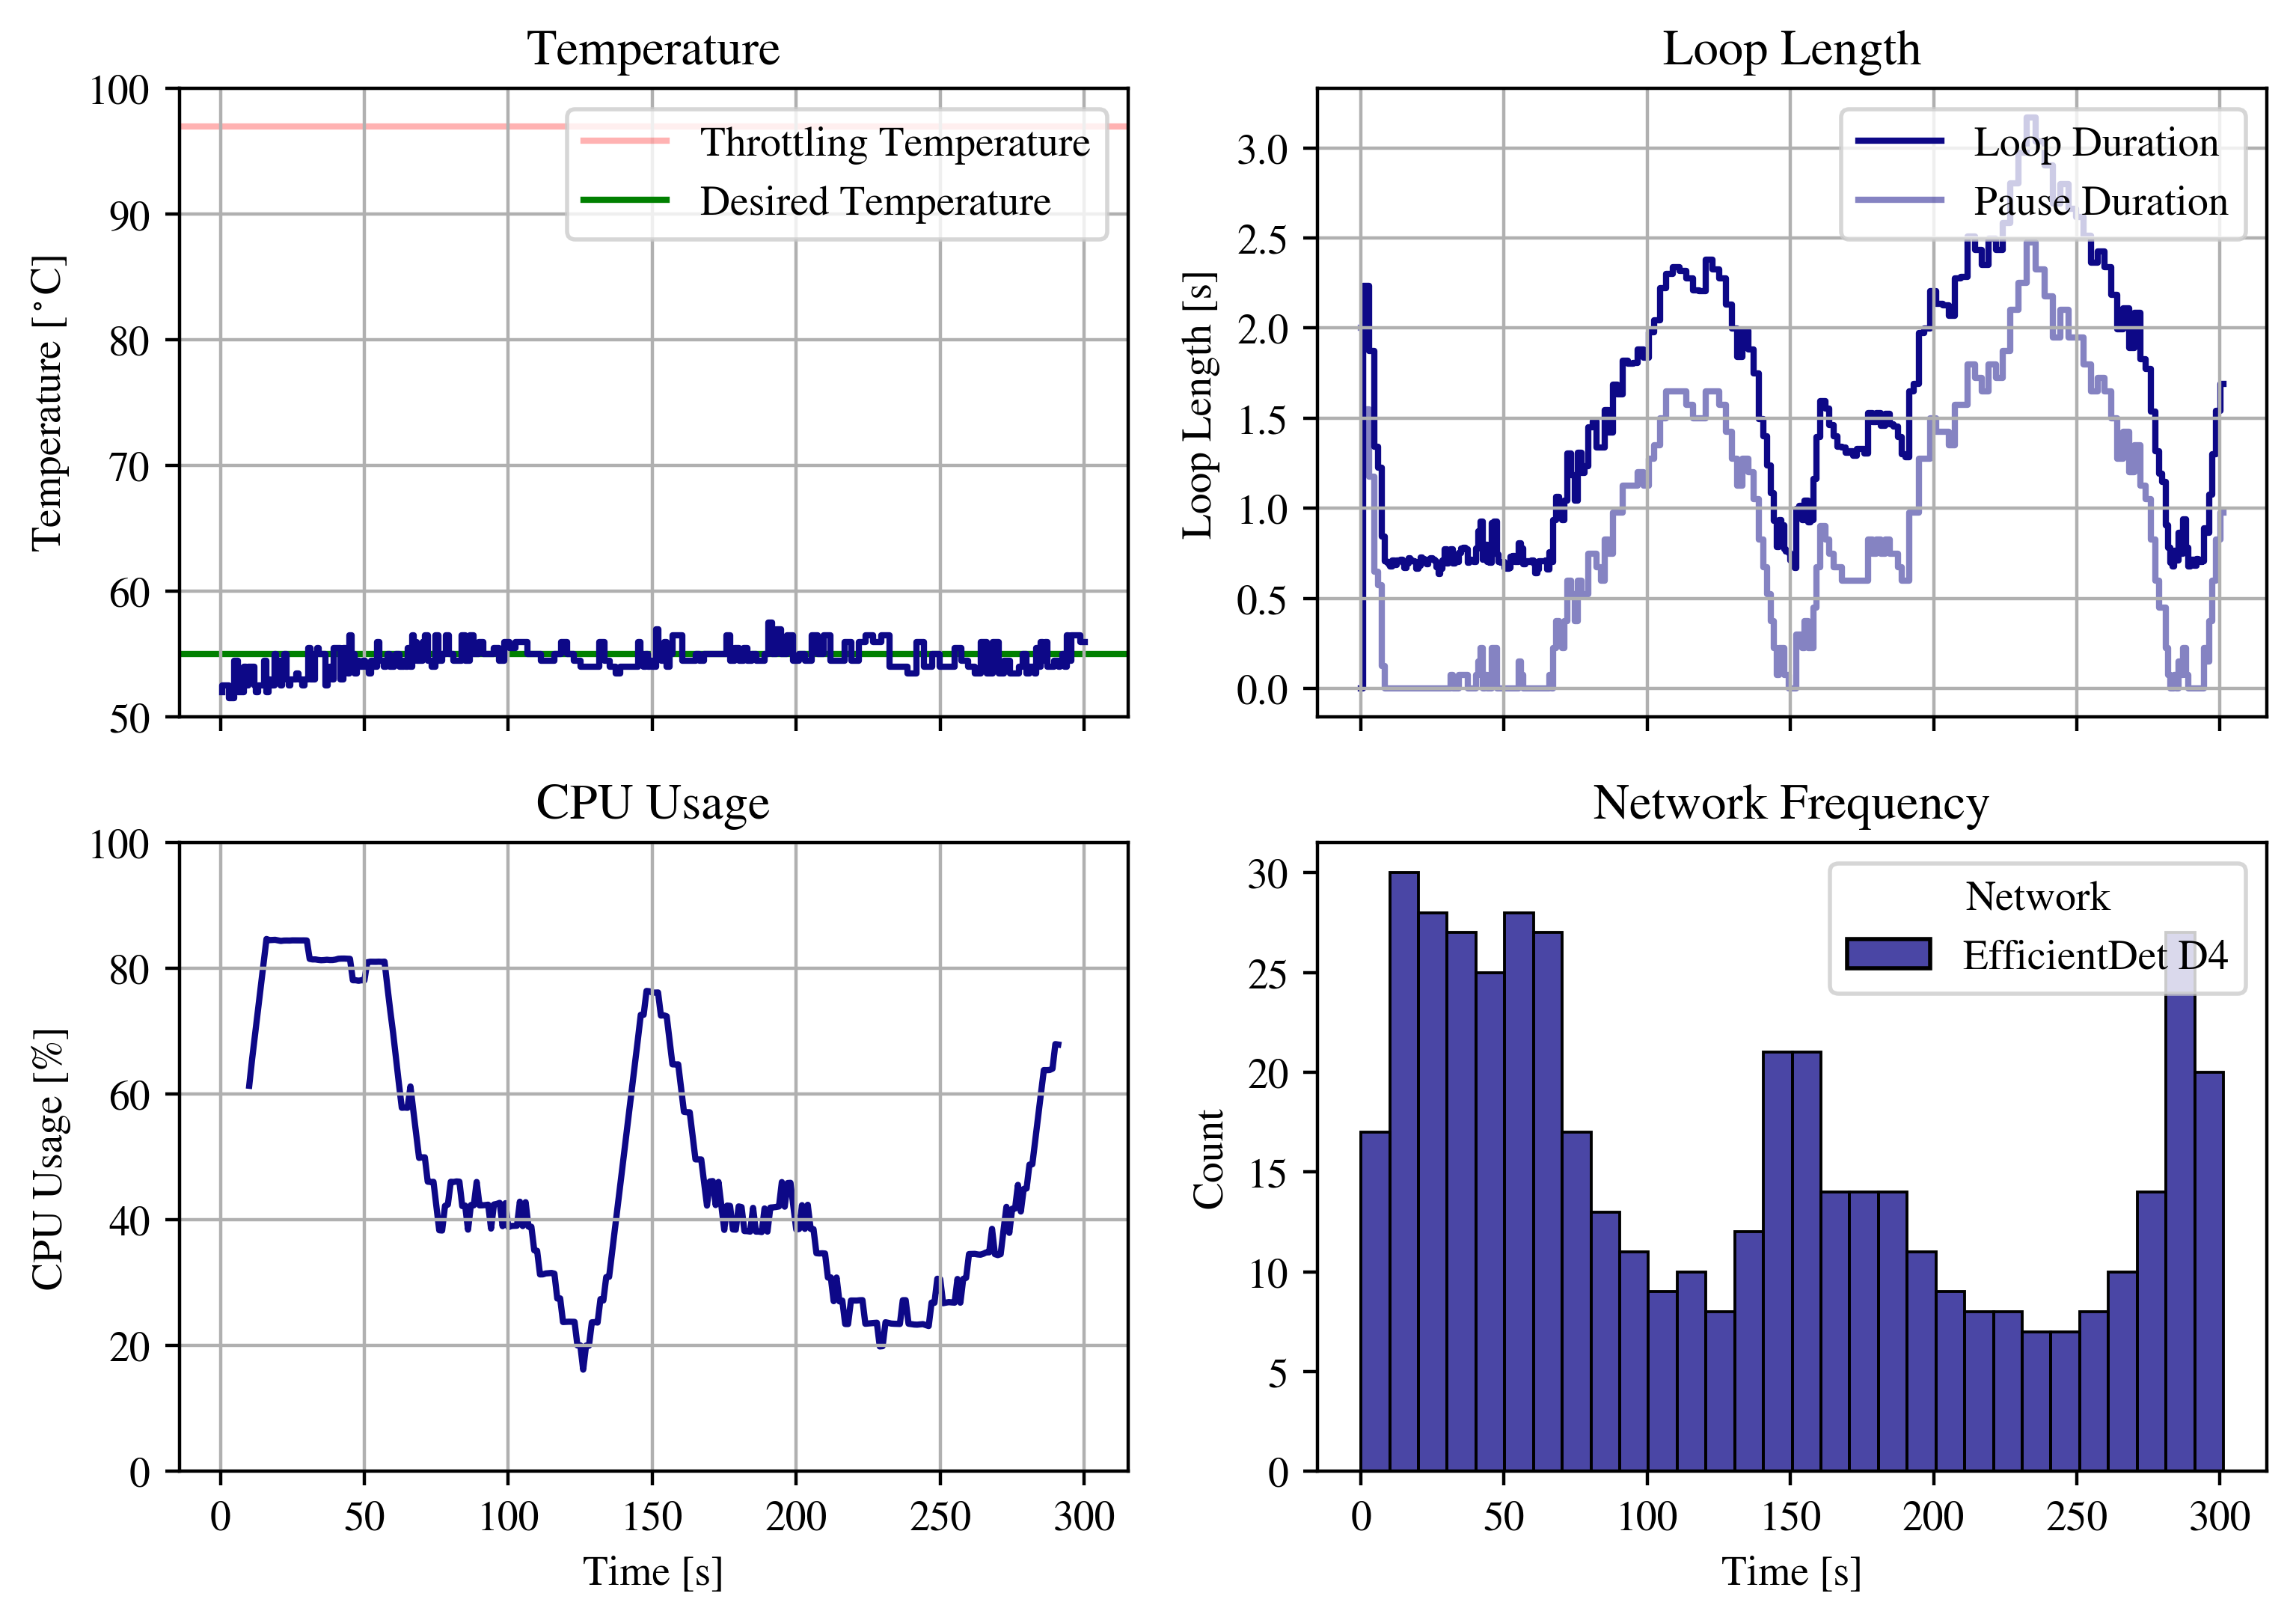 Temperature
100
90
80
70
60
50
Temperature [°C]
Throttling Temperature
Desired Temperature
Loop Length
3.0
2.5
2.0
1.5
1.0
0.5
0.0
Loop Length [s]
Loop Duration
Pause Duration
CPU Usage
100
80
60
40
20
0
CPU Usage [%]
0 50 100 150 200 250 300
Time [s]
Network Frequency
30
25
20
15
10
5
0
Count
Network
EfficientDet D4
0 50 100 150 200 250 300
Time [s]